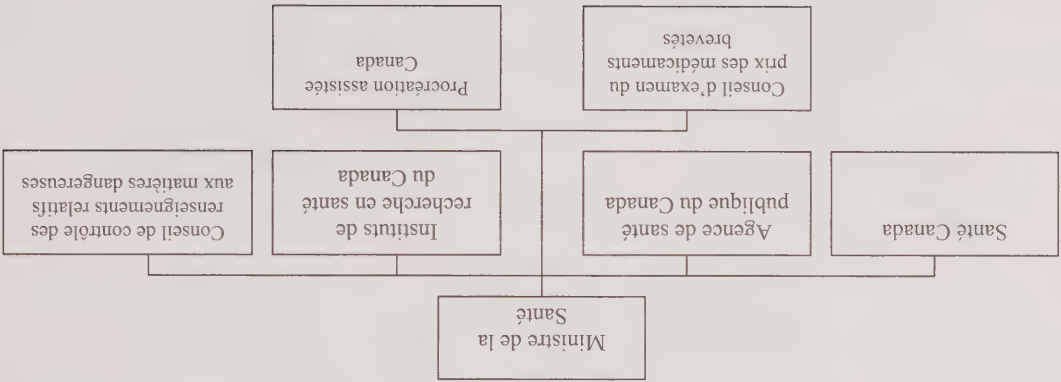 Ministre de la
Santé
Santé Canada
Agence de santé
publique du Canada
Instituts de
recherche en santé
du Canada
Conseil de contrôle des
renseignements relatifs
aux matières dangereuses
Conseil d'examen du
prix des médicaments
brevetés
Procréation assistée
Canada